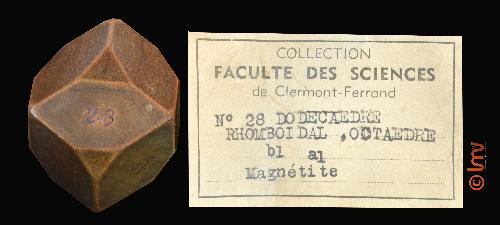 28
COLLECTION
FACULTE DES SCIENCES
de Clermont-Ferrand
N° 28 DODECAEDRE
RHOMBOIDAL ,OCTAEDRE
b1 a1
Magnétite
© lmv